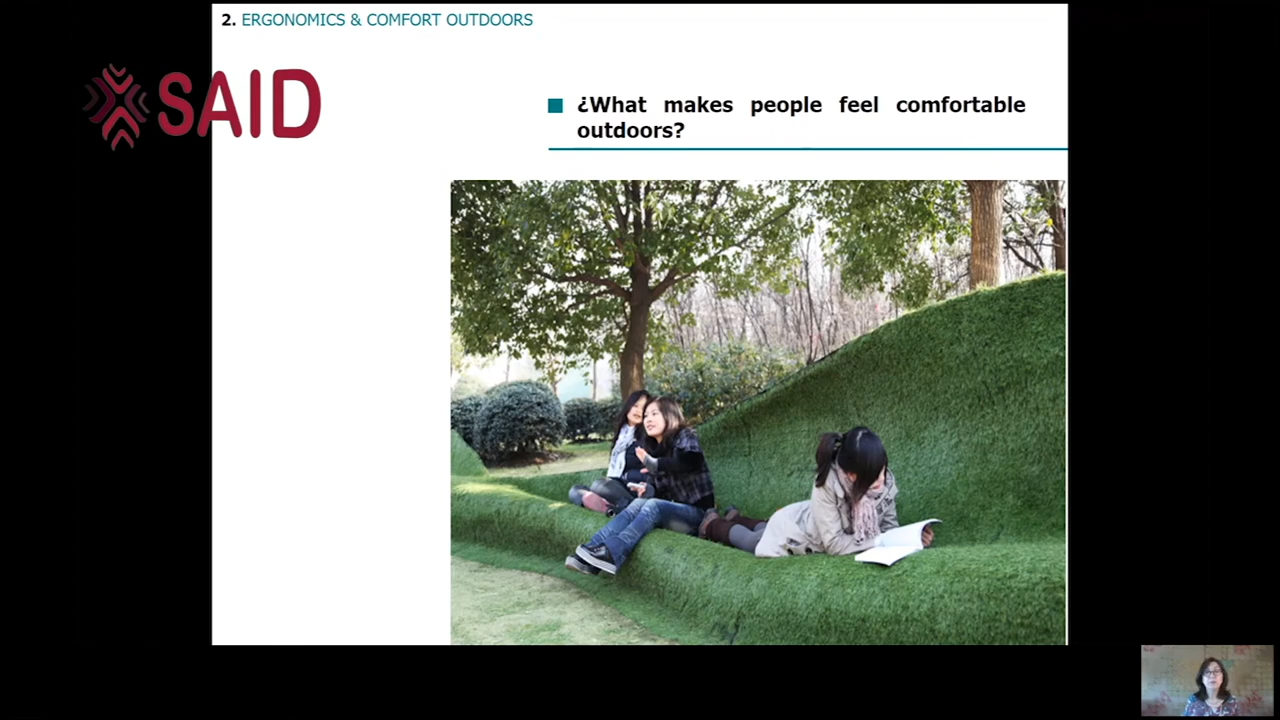 2. ERGONOMICS & COMFORT OUTDOORS
SAID
¿What makes people feel comfortable
outdoors?